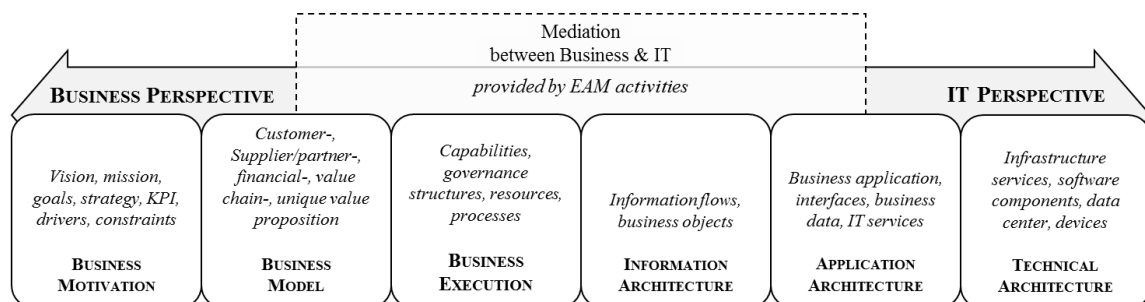 Mediation
between Business & IT
provided by EAM activities
BUSINESS PERSPECTIVE
IT PERSPECTIVE
Vision, mission,
goals, strategy, KPI,
drivers, constraints
BUSINESS
MOTIVATION
Customer-,
Supplier/partner-,
financial-, value
chain-, unique value
proposition
BUSINESS
MODEL
Capabilities,
governance
structures, resources,
processes
BUSINESS
EXECUTION
Information flows,
business objects
INFORMATION
ARCHITECTURE
Business application,
interfaces, business
data, IT services
APPLICATION
ARCHITECTURE
Infrastructure
services, software
components, data
center, devices
TECHNICAL
ARCHITECTURE